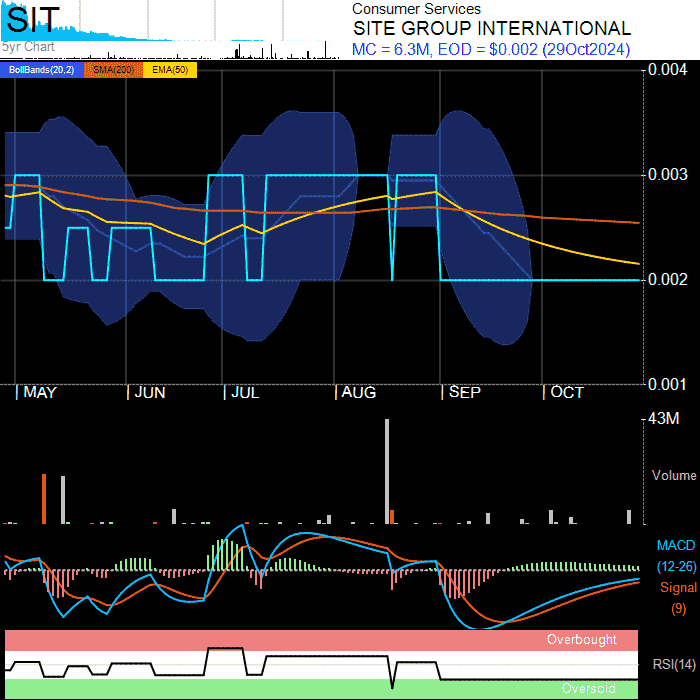 SIT
5yr Chart
Consumer Services
SITE GROUP INTERNATIONAL
MC = 6.3M, EOD = $0.002 (29Oct2024)
BollBands(20,2) SMA(200) EMA(50)
0.004
0.003
0.002
0.001
MAY JUN JUL AUG SEP OCT
43M
Volume
MACD
(12-26)
Signal
(9)
Overbought
RSI(14)
Oversold